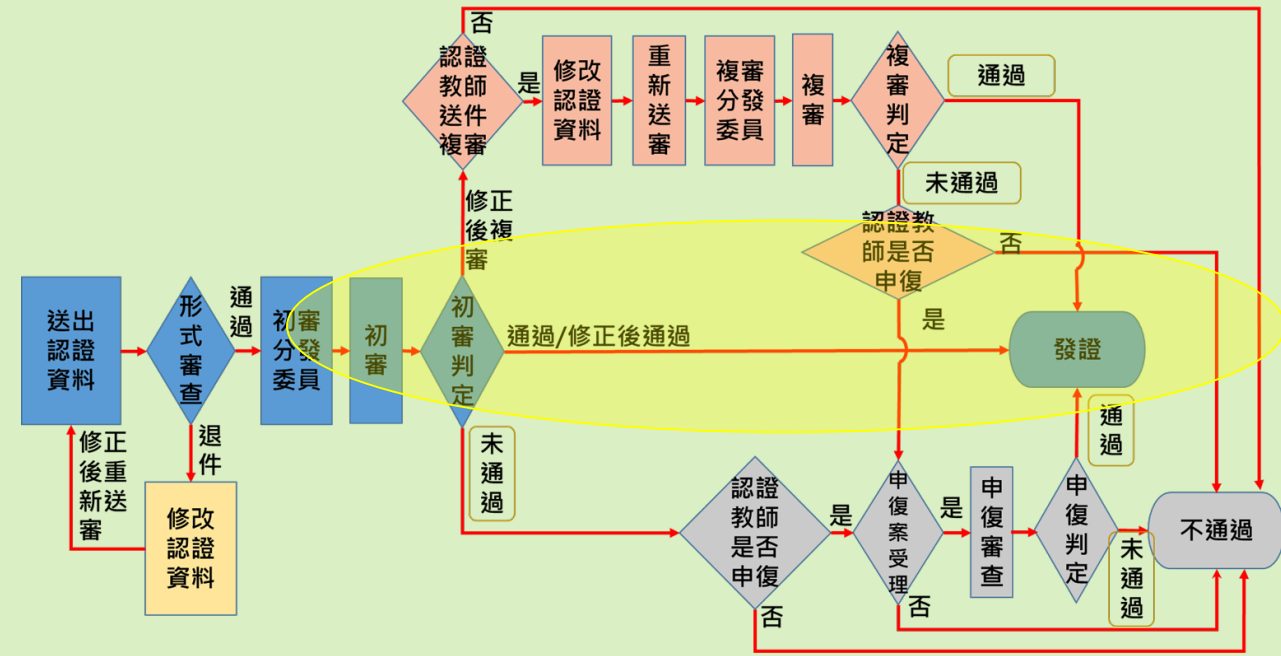 否
認證
教師
送件
複審
是
修改
認證
資料
重
新
送
審
複審
分發
委員
複
審
複
審
判
定
通過
未通過
修正
後複
審
認證教
師是否
申復
否
是
送出
認證
資料
形
式
審
查
通
過
初審
分發
委員
初
審
初
審
判
定
通過/修正後通過
發證
修正
後重
新送
審
退
件
修改
認證
資料
未
通
過
認證
教師
是否
申復
是
否
申
復
案
受
理
是
否
申
復
審
查
申
復
判
定
通
過
未
通
過
不通過